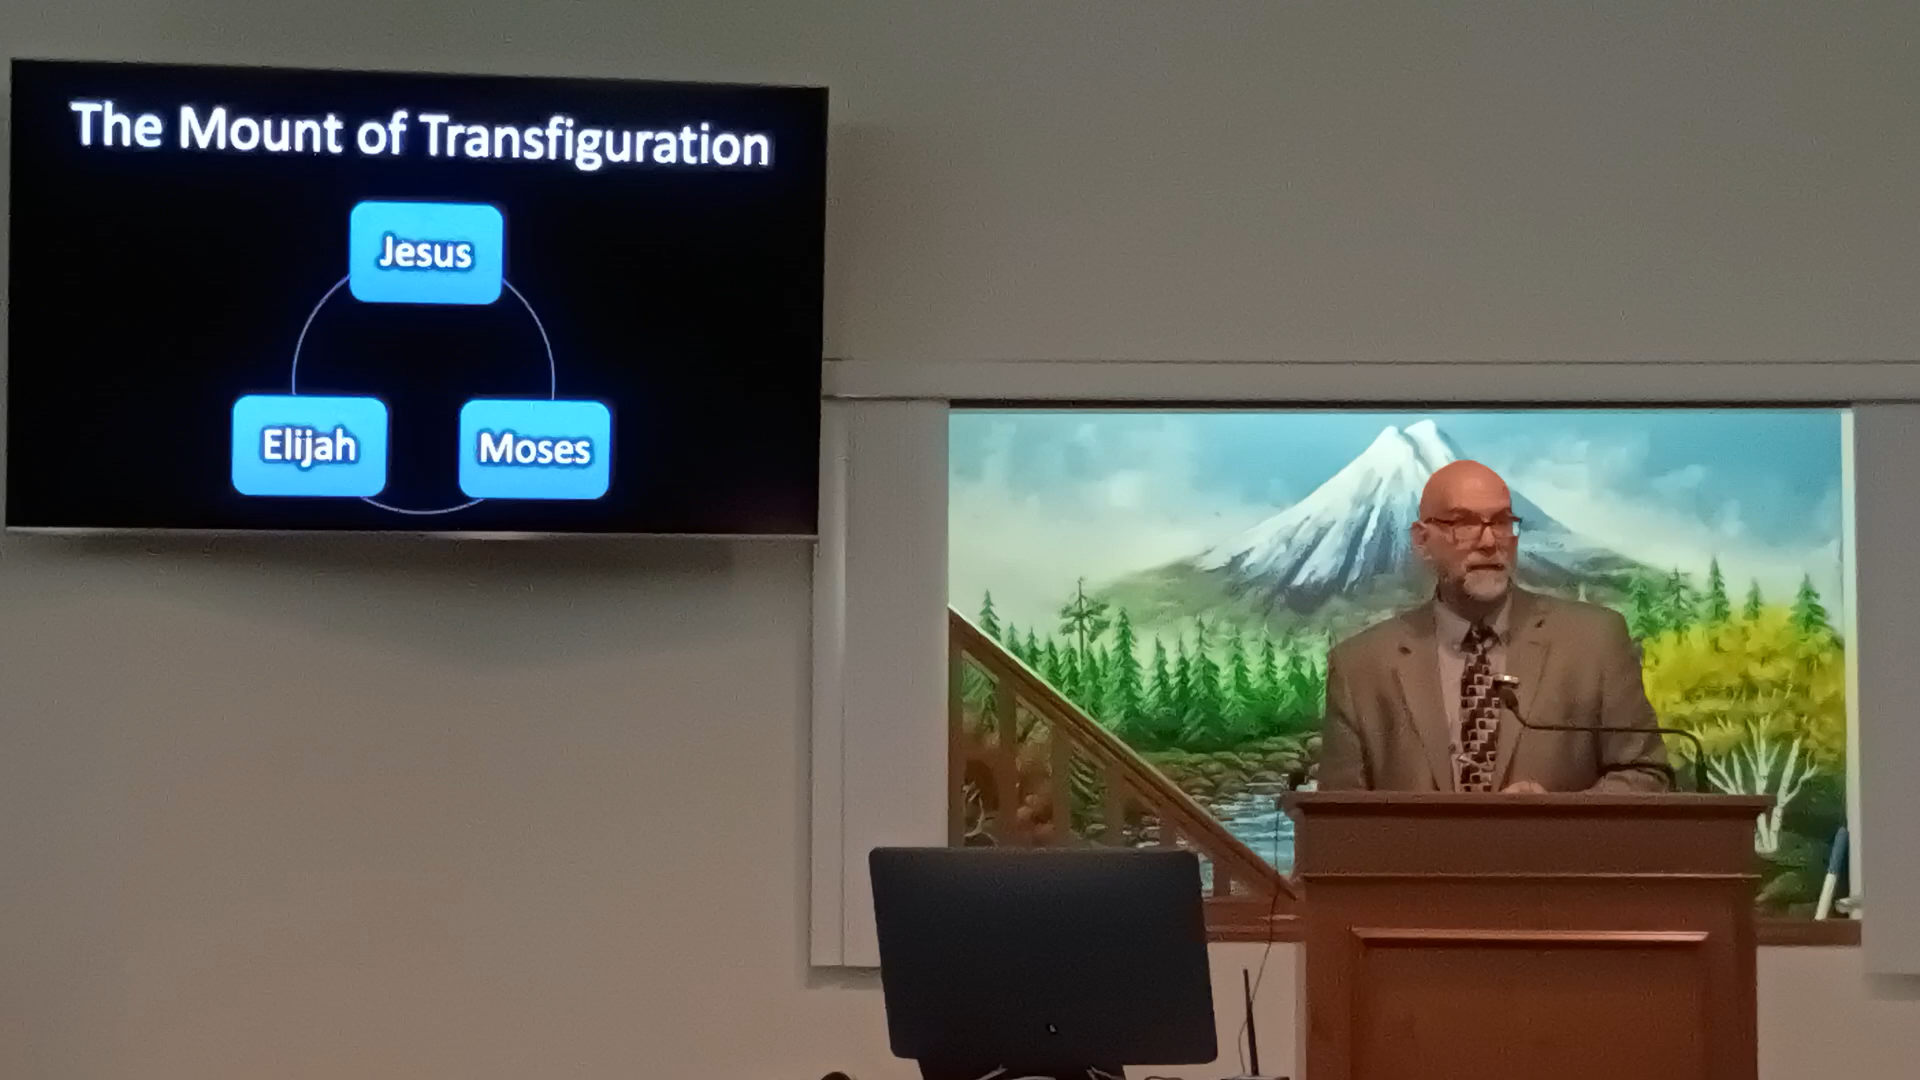 The Mount of Transfiguration
Jesus
Elijah
Moses